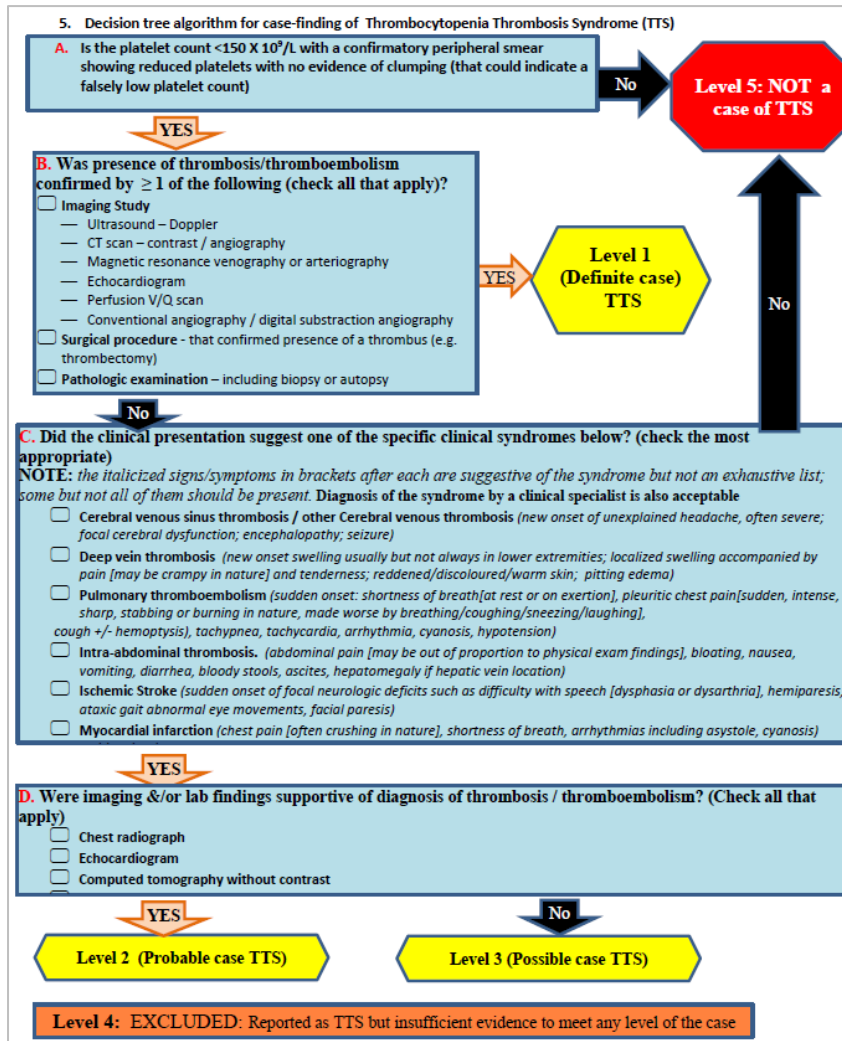 5. Decision tree algorithm for case-finding of Thrombocytopenia Thrombosis Syndrome (TTS)
A. Is the platelet count <150 X 10⁹/L with a confirmatory peripheral smear
showing reduced platelets with no evidence of clumping (that could indicate a
falsely low platelet count)
No
Level 5: NOT a
case of TTS
YES
B. Was presence of thrombosis/thromboembolism
confirmed by ≥ 1 of the following (check all that apply)?
Imaging Study
— Ultrasound – Doppler
— CT scan – contrast / angiography
— Magnetic resonance venography or arteriography
— Echocardiogram
— Perfusion V/Q scan
— Conventional angiography / digital substraction angiography
Surgical procedure - that confirmed presence of a thrombus (e.g.
thrombectomy)
Pathologic examination – including biopsy or autopsy
YES
Level 1
(Definite case)
TTS
No
No
C. Did the clinical presentation suggest one of the specific clinical syndromes below? (check the most
appropriate)
NOTE: the italicized signs/symptoms in brackets after each are suggestive of the syndrome but not an exhaustive list;
some but not all of them should be present. Diagnosis of the syndrome by a clinical specialist is also acceptable
Cerebral venous sinus thrombosis / other Cerebral venous thrombosis (new onset of unexplained headache, often severe;
focal cerebral dysfunction; encephalopathy; seizure)
Deep vein thrombosis (new onset swelling usually but not always in lower extremities; localized swelling accompanied by
pain [may be crampy in nature] and tenderness; reddened/discoloured/warm skin; pitting edema)
Pulmonary thromboembolism (sudden onset: shortness of breath[at rest or on exertion], pleuritic chest pain[sudden, intense,
sharp, stabbing or burning in nature, made worse by breathing/coughing/sneezing/laughing],
cough +/- hemoptysis), tachypnea, tachycardia, arrhythmia, cyanosis, hypotension)
Intra-abdominal thrombosis. (abdominal pain [may be out of proportion to physical exam findings], bloating, nausea,
vomiting, diarrhea, bloody stools, ascites, hepatomegaly if hepatic vein location)
Ischemic Stroke (sudden onset of focal neurologic deficits such as difficulty with speech [dysphasia or dysarthria], hemiparesis,
ataxic gait abnormal eye movements, facial paresis)
Myocardial infarction (chest pain [often crushing in nature], shortness of breath, arrhythmias including asystole, cyanosis)
YES
D. Were imaging &/or lab findings supportive of diagnosis of thrombosis / thromboembolism? (Check all that
apply)
Chest radiograph
Echocardiogram
Computed tomography without contrast
YES
No
Level 2 (Probable case TTS)
Level 3 (Possible case TTS)
Level 4: EXCLUDED: Reported as TTS but insufficient evidence to meet any level of the case